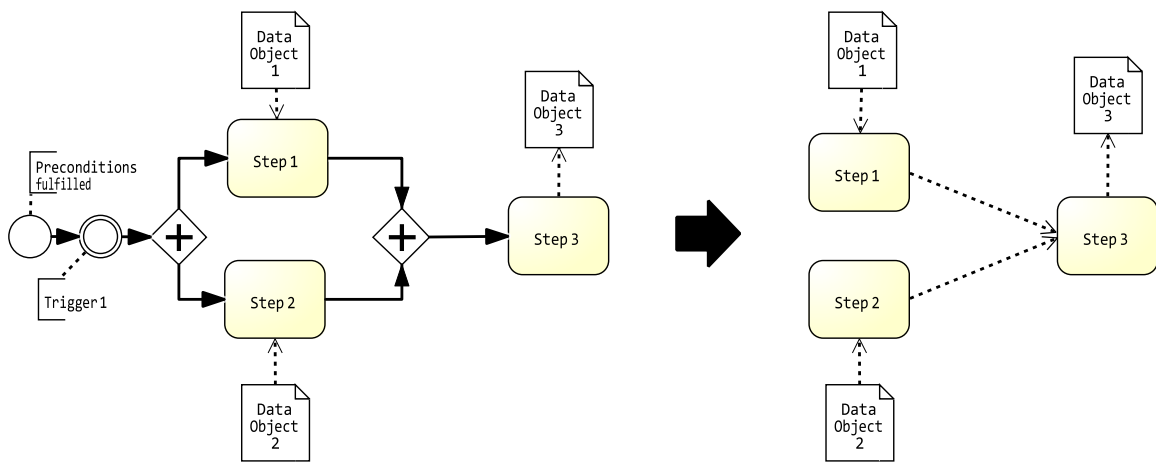 Data
Object
1
Step 1
Preconditions
fulfilled
Trigger 1
Step 2
Data
Object
2
Data
Object
3
Step 3
Data
Object
1
Step 1
Step 2
Data
Object
2
Data
Object
3
Step 3